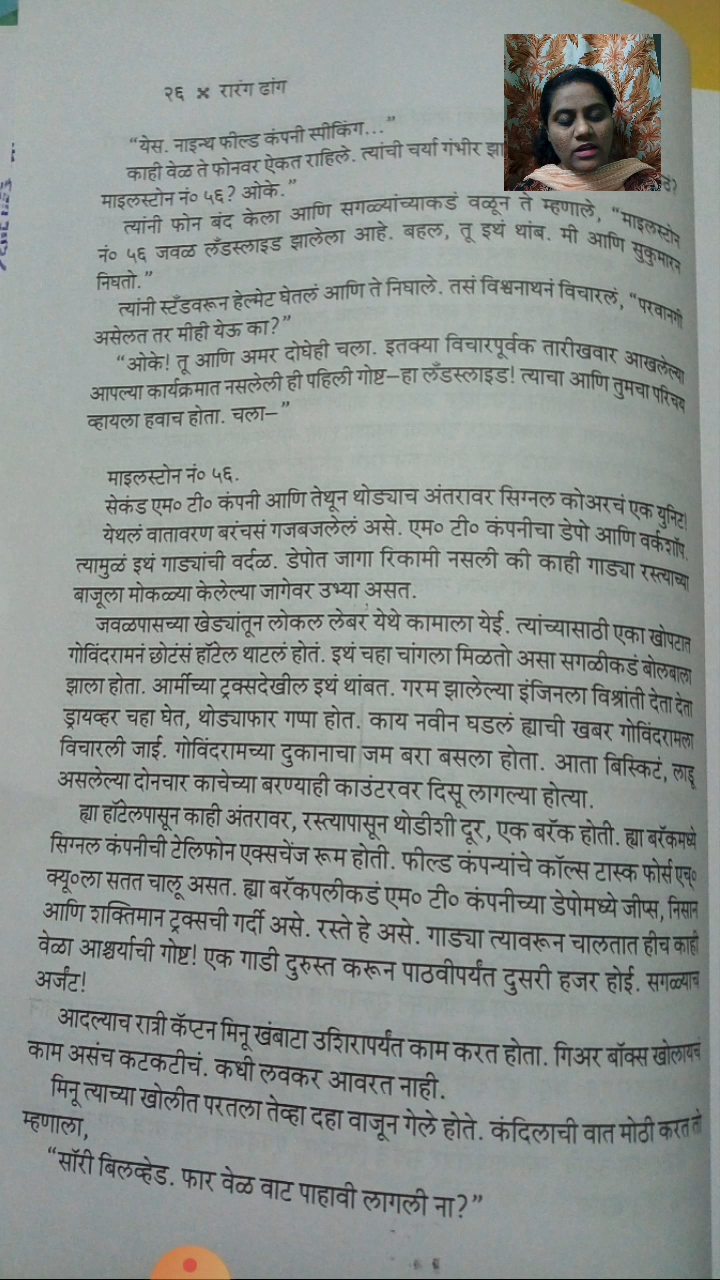 २६ × रारंग ढांग
“येस. नाइन्थ फील्ड कंपनी स्पीकिंग...”
काही वेळ ते फोनवर ऐकत राहिले. त्यांची चर्या गंभीर
माइलस्टोन नं० ५६? ओके.”
त्यांनी फोन बंद केला आणि सगळ्यांच्याकडं वळून ते म्हणाले, “माइलस्टोन
नं० ५६ जवळ लँडस्लाइड झालेला आहे. बहल, तू इथं थांब. मी आणि सुकुमारन
निघतो.”
त्यांनी स्टँडवरून हेल्मेट घेतलं आणि ते निघाले. तसं विश्वनाथनं विचारलं, “परवानगी
असेलत तर मीही येऊ का?”
“ओके! तू आणि अमर दोघेही चला. इतक्या विचारपूर्वक तारीखवार आखलेल्या
आपल्या कार्यक्रमात नसलेली ही पहिली गोष्ट–हा लँडस्लाइड! त्याचा आणि तुमचा परिचय
व्हायला हवाच होता. चला–”
माइलस्टोन नं० ५६.
सेकंड एम० टी० कंपनी आणि तेथून थोड्याच अंतरावर सिग्नल कोअरचं एक युनिट!
येथलं वातावरण बरंचसं गजबजलेलं असे. एम० टी० कंपनीचा डेपो आणि वर्कशॉप.
त्यामुळं इथं गाड्यांची वर्दळ. डेपोत जागा रिकामी नसली की काही गाड्या रस्त्याच्या
बाजूला मोकळ्या केलेल्या जागेवर उभ्या असत.
जवळपासच्या खेड्यांतून लोकल लेबर येथे कामाला येई. त्यांच्यासाठी एका खोपटात
गोविंदरामनं छोटंसं हॉटेल थाटलं होतं. इथं चहा चांगला मिळतो असा सगळीकडं बोलबाला
झाला होता. आर्मीच्या ट्रक्सदेखील इथं थांबत. गरम झालेल्या इंजिनला विश्रांती देता देता
ड्रायव्हर चहा घेत, थोड्याफार गप्पा होत. काय नवीन घडलं ह्याची खबर गोविंदरामला
विचारली जाई. गोविंदरामच्या दुकानाचा जम बरा बसला होता. आता बिस्किटं, लाडू
असलेल्या दोनचार काचेच्या बरण्याही काउंटरवर दिसू लागल्या होत्या.
ह्या हॉटेलपासून काही अंतरावर, रस्त्यापासून थोडीशी दूर, एक बरॅक होती. ह्या बरॅकमध्ये
सिग्नल कंपनीची टेलिफोन एक्सचेंज रूम होती. फील्ड कंपन्यांचे कॉल्स टास्क फोर्स एच्०
क्यू०ला सतत चालू असत. ह्या बरॅकपलीकडं एम० टी० कंपनीच्या डेपोमध्ये जीप्स, निसान
आणि शक्तिमान ट्रक्सची गर्दी असे. रस्ते हे असे. गाड्या त्यावरून चालतात हीच काही
वेळा आश्चर्याची गोष्ट! एक गाडी दुरुस्त करून पाठवीपर्यंत दुसरी हजर होई. सगळ्याच
अर्जंट!
आदल्याच रात्री कॅप्टन मिनू खंबाटा उशिरापर्यंत काम करत होता. गिअर बॉक्स खोलायचं
काम असंच कटकटीचं. कधी लवकर आवरत नाही.
मिनू त्याच्या खोलीत परतला तेव्हा दहा वाजून गेले होते. कंदिलाची वात मोठी करत तो
म्हणाला,
“सॉरी बिलव्हेड. फार वेळ वाट पाहावी लागली ना?”